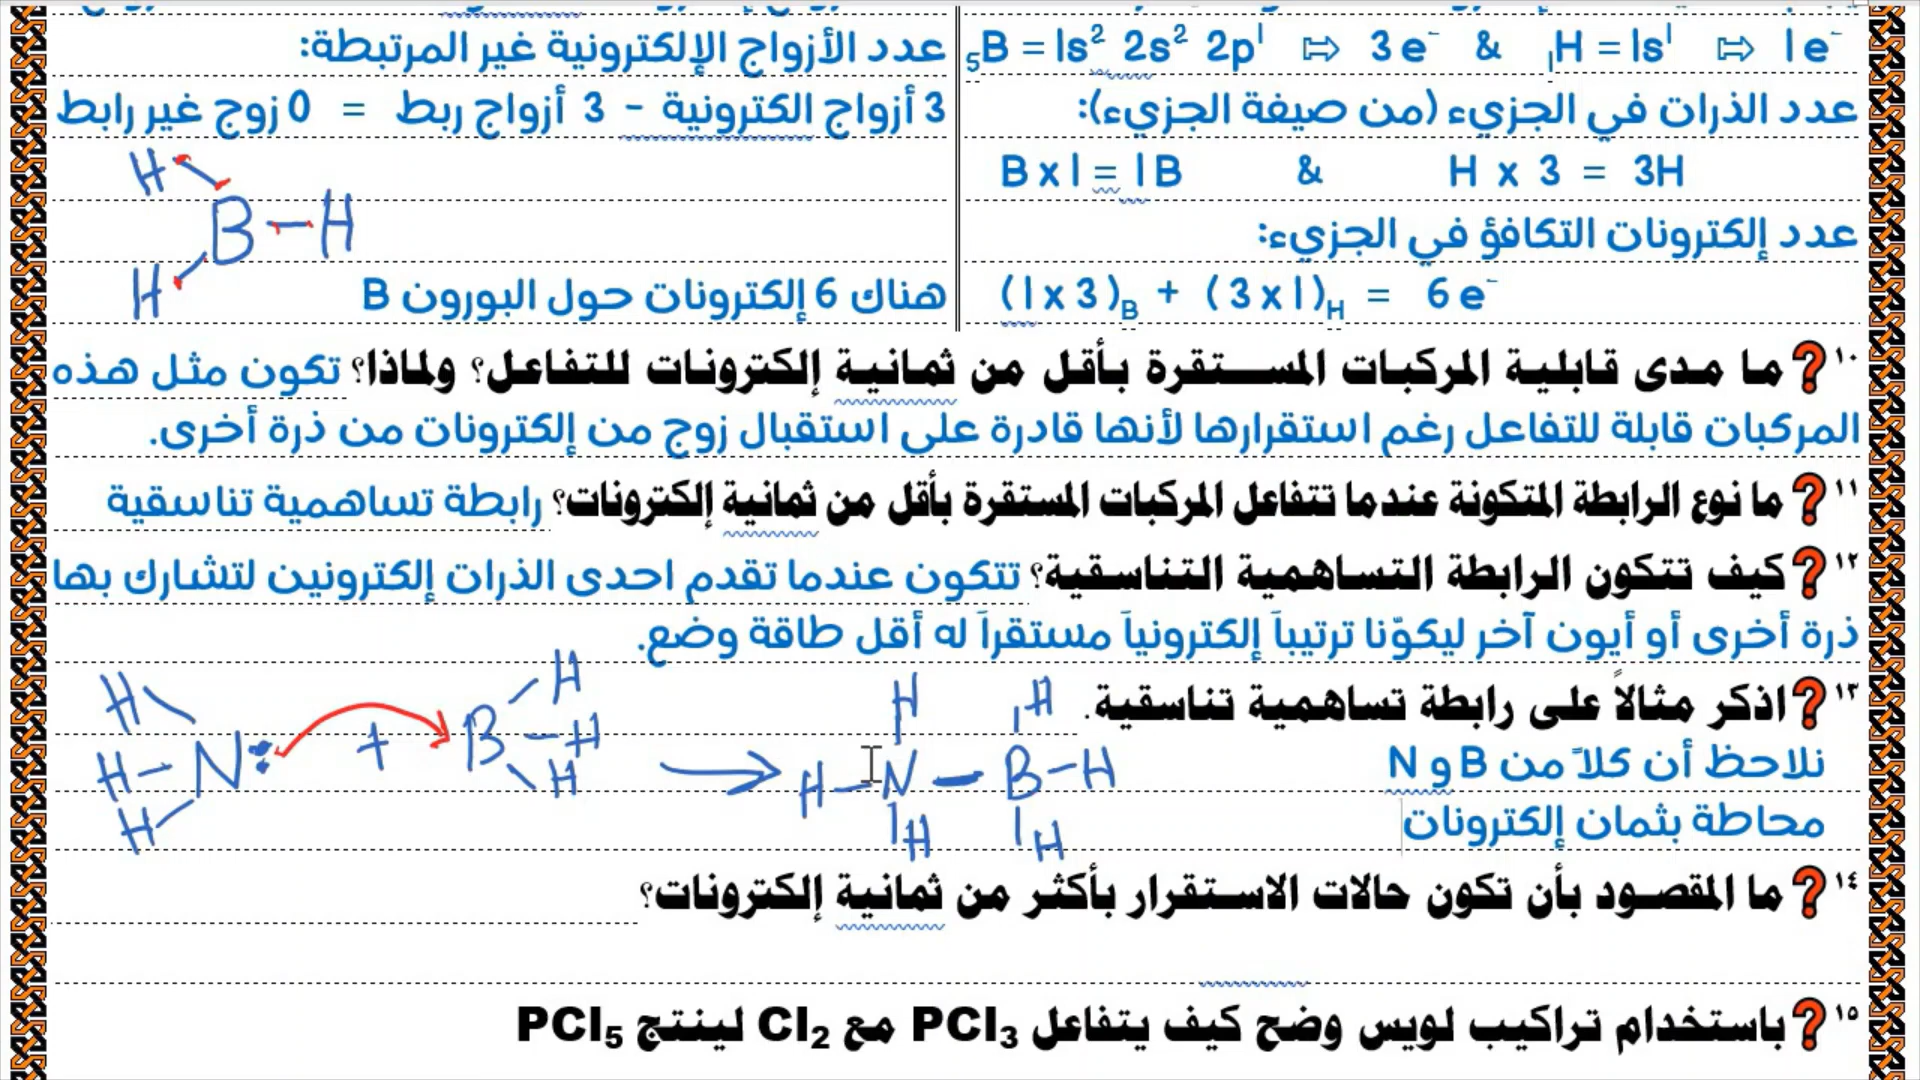 ₅B = 1s² 2s² 2p¹ ⇨ 3 e⁻ & ₁H = 1s¹ ⇨ 1 e⁻
عدد الذرات في الجزيء (من صيغة الجزيء):
B x 1 = 1 B & H x 3 = 3H
عدد إلكترونات التكافؤ في الجزيء:
(1 x 3)B + (3 x 1)H = 6 e⁻
عدد الأزواج الإلكترونية غير المرتبطة:
3 أزواج الكترونية - 3 أزواج ربط = 0 زوج غير رابط
H
B - H
H
هناك 6 إلكترونات حول البورون B
١٠ ? ما مدى قابلية المركبات المستقرة بأقل من ثمانية إلكترونات للتفاعل؟ ولماذا؟ تكون مثل هذه
المركبات قابلة للتفاعل رغم استقرارها لأنها قادرة على استقبال زوج من إلكترونات من ذرة أخرى.
١١ ? ما نوع الرابطة المتكونة عندما تتفاعل المركبات المستقرة بأقل من ثمانية إلكترونات؟ رابطة تساهمية تناسقية
١٢ ? كيف تتكون الرابطة التساهمية التناسقية؟ تتكون عندما تقدم احدى الذرات إلكترونين لتشارك بها
ذرة أخرى أو أيون آخر ليكوّنا ترتيباً إلكترونياً مستقراً له أقل طاقة وضع.
١٣ ? اذكر مثالاً على رابطة تساهمية تناسقية.
نلاحظ أن كلاً من B و N
محاطة بثمان إلكترونات
H H H H
H - N : + B - H → H - N - B - H
H H H H
١٤ ? ما المقصود بأن تكون حالات الاستقرار بأكثر من ثمانية إلكترونات؟
١٥ ? باستخدام تراكيب لويس وضح كيف يتفاعل PCl₃ مع Cl₂ لينتج PCl₅